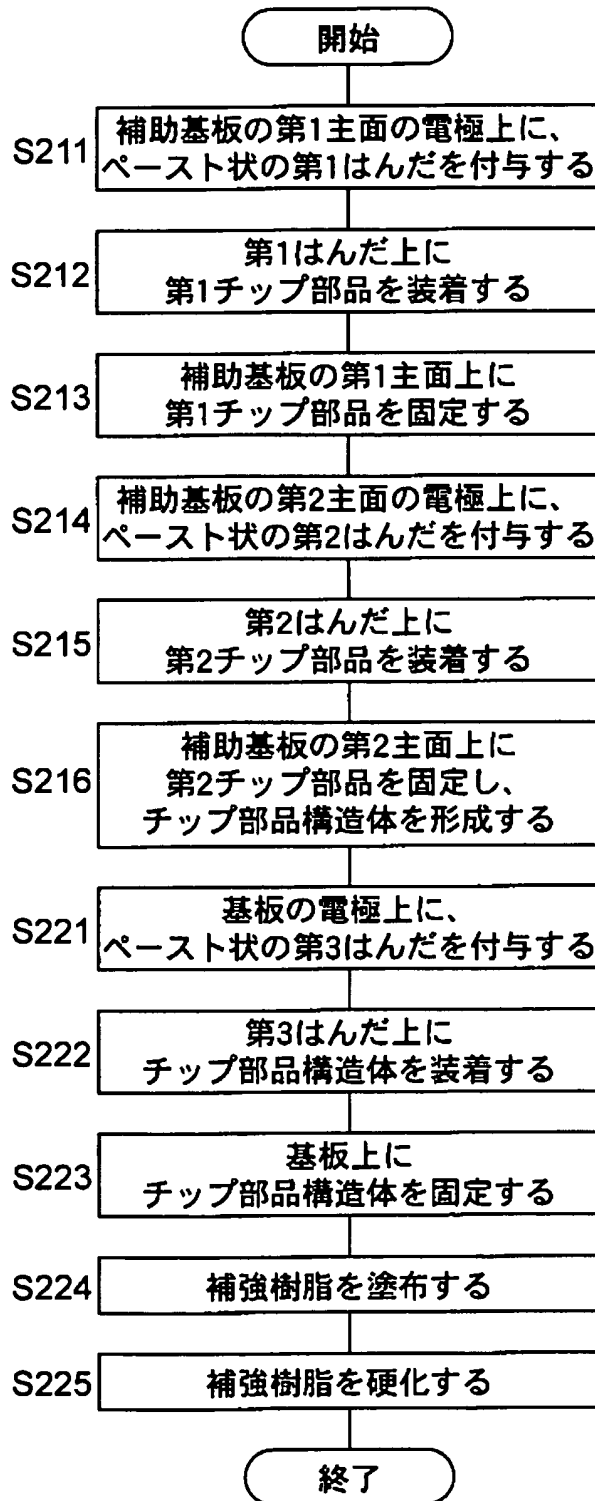 開始
S211
補助基板の第1主面の電極上に、
ペースト状の第1はんだを付与する
S212
第1はんだ上に
第1チップ部品を装着する
S213
補助基板の第1主面上に
第1チップ部品を固定する
S214
補助基板の第2主面の電極上に、
ペースト状の第2はんだを付与する
S215
第2はんだ上に
第2チップ部品を装着する
S216
補助基板の第2主面上に
第2チップ部品を固定し、
チップ部品構造体を形成する
S221
基板の電極上に、
ペースト状の第3はんだを付与する
S222
第3はんだ上に
チップ部品構造体を装着する
S223
基板上に
チップ部品構造体を固定する
S224
補強樹脂を塗布する
S225
補強樹脂を硬化する
終了